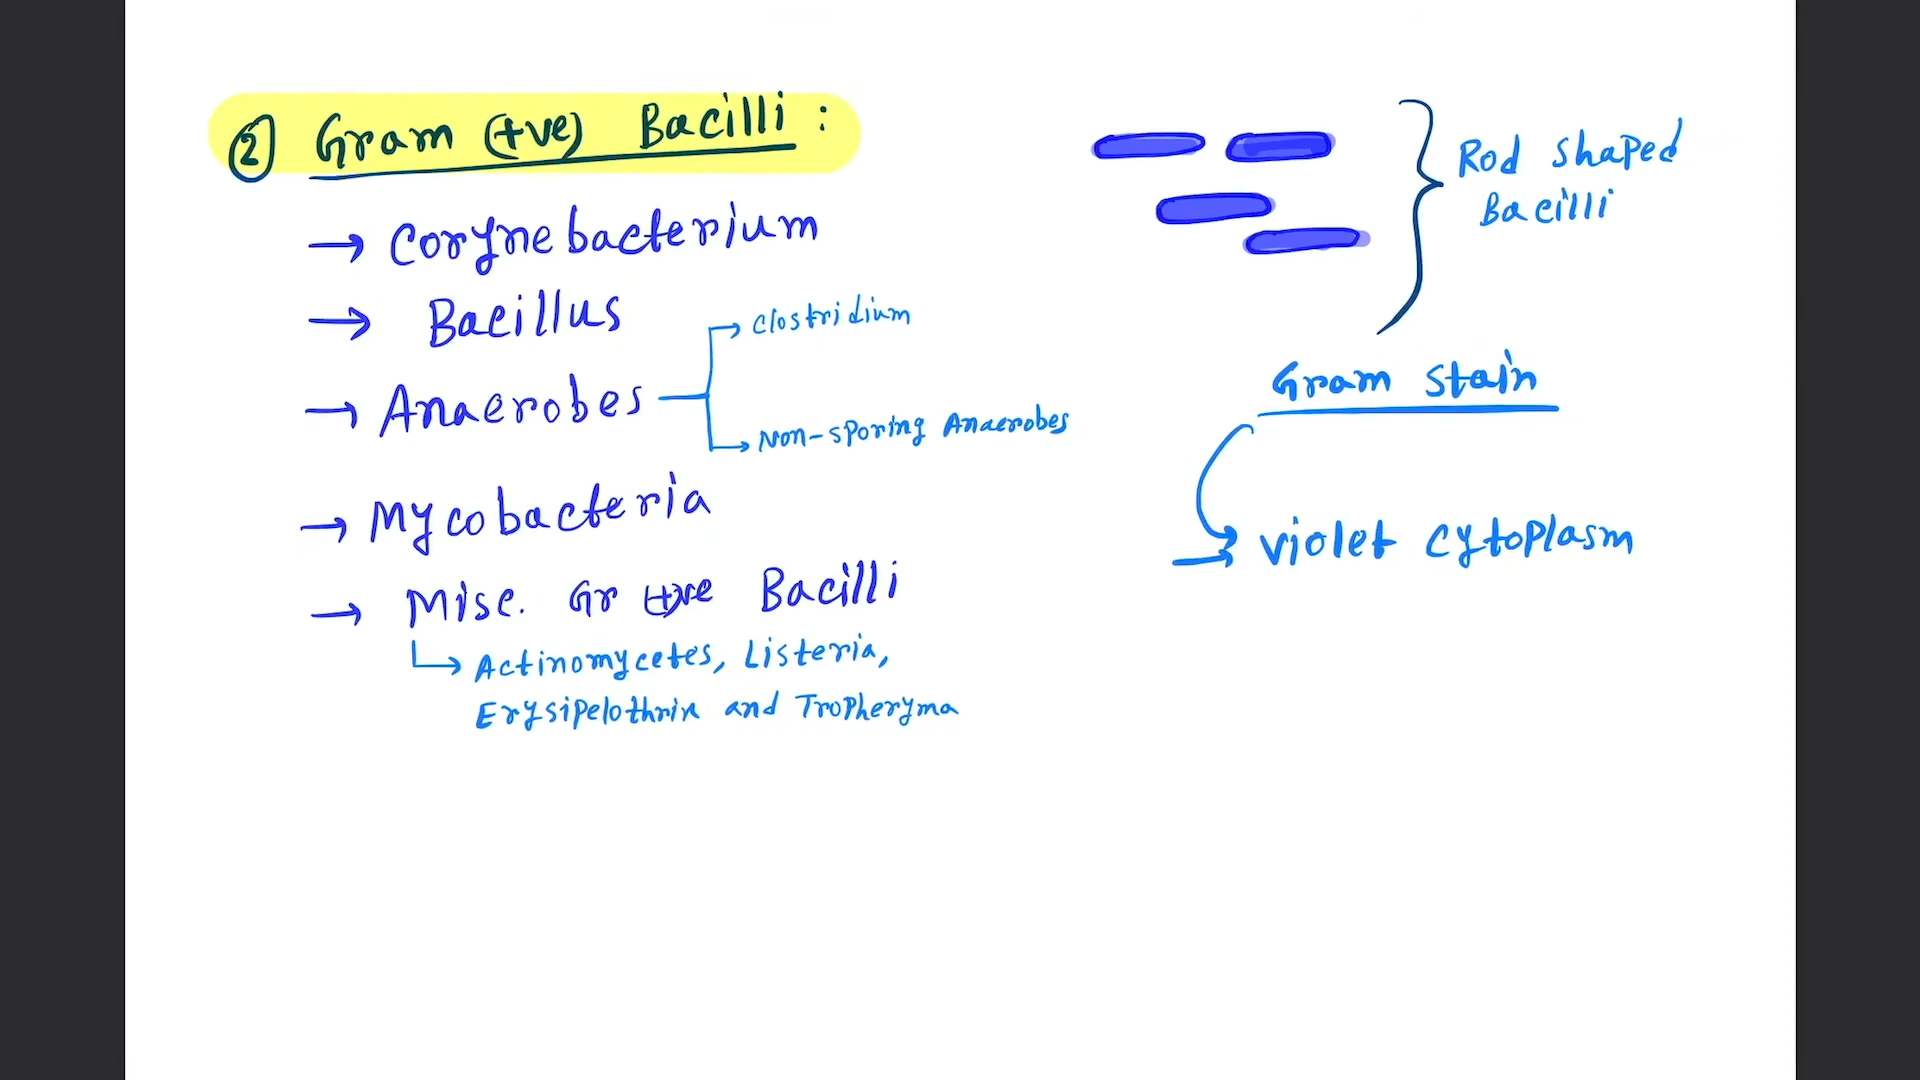 ② Gram (+ve) Bacilli :
→ Corynebacterium
→ Bacillus
→ Anaerobes
→ Clostridium
→ Non-sporing Anaerobes
→ Mycobacteria
→ Misc. Gr (+)ve Bacilli
↳ Actinomycetes, Listeria,
Erysipelothrix and Tropheryma
Rod shaped
Bacilli
Gram stain
→ violet cytoplasm